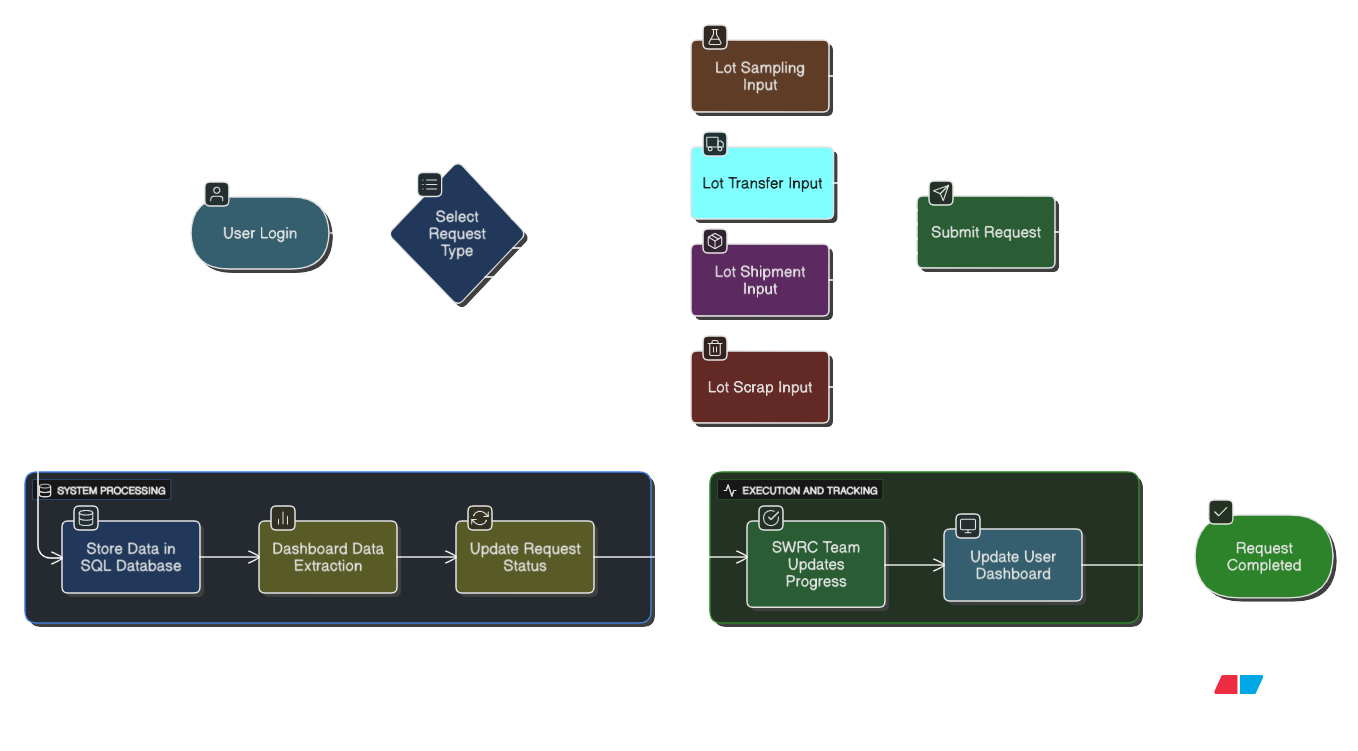 Lot Sampling
Input
Lot Transfer Input
User Login
Select
Request
Type
Submit Request
Lot Shipment
Input
Lot Scrap Input
SYSTEM PROCESSING
Store Data in
SQL Database
Dashboard Data
Extraction
Update Request
Status
EXECUTION AND TRACKING
SWRC Team
Updates
Progress
Update User
Dashboard
Request
Completed